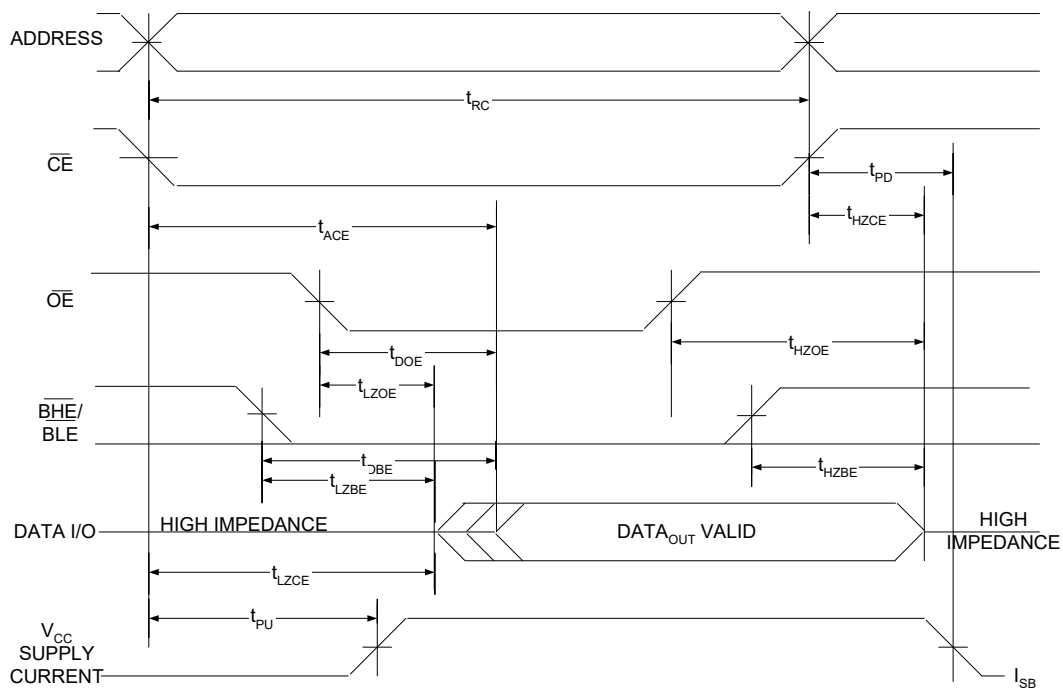 ADDRESS
tRC
CE
tPD
tHZCE
tACE
OE
tDOE
tHZOE
tLZOE
BHE/
BLE
tDBE
tHZBE
tLZBE
DATA I/O
HIGH IMPEDANCE
DATAOUT VALID
HIGH
IMPEDANCE
tLZCE
tPU
VCC
SUPPLY
CURRENT
ISB